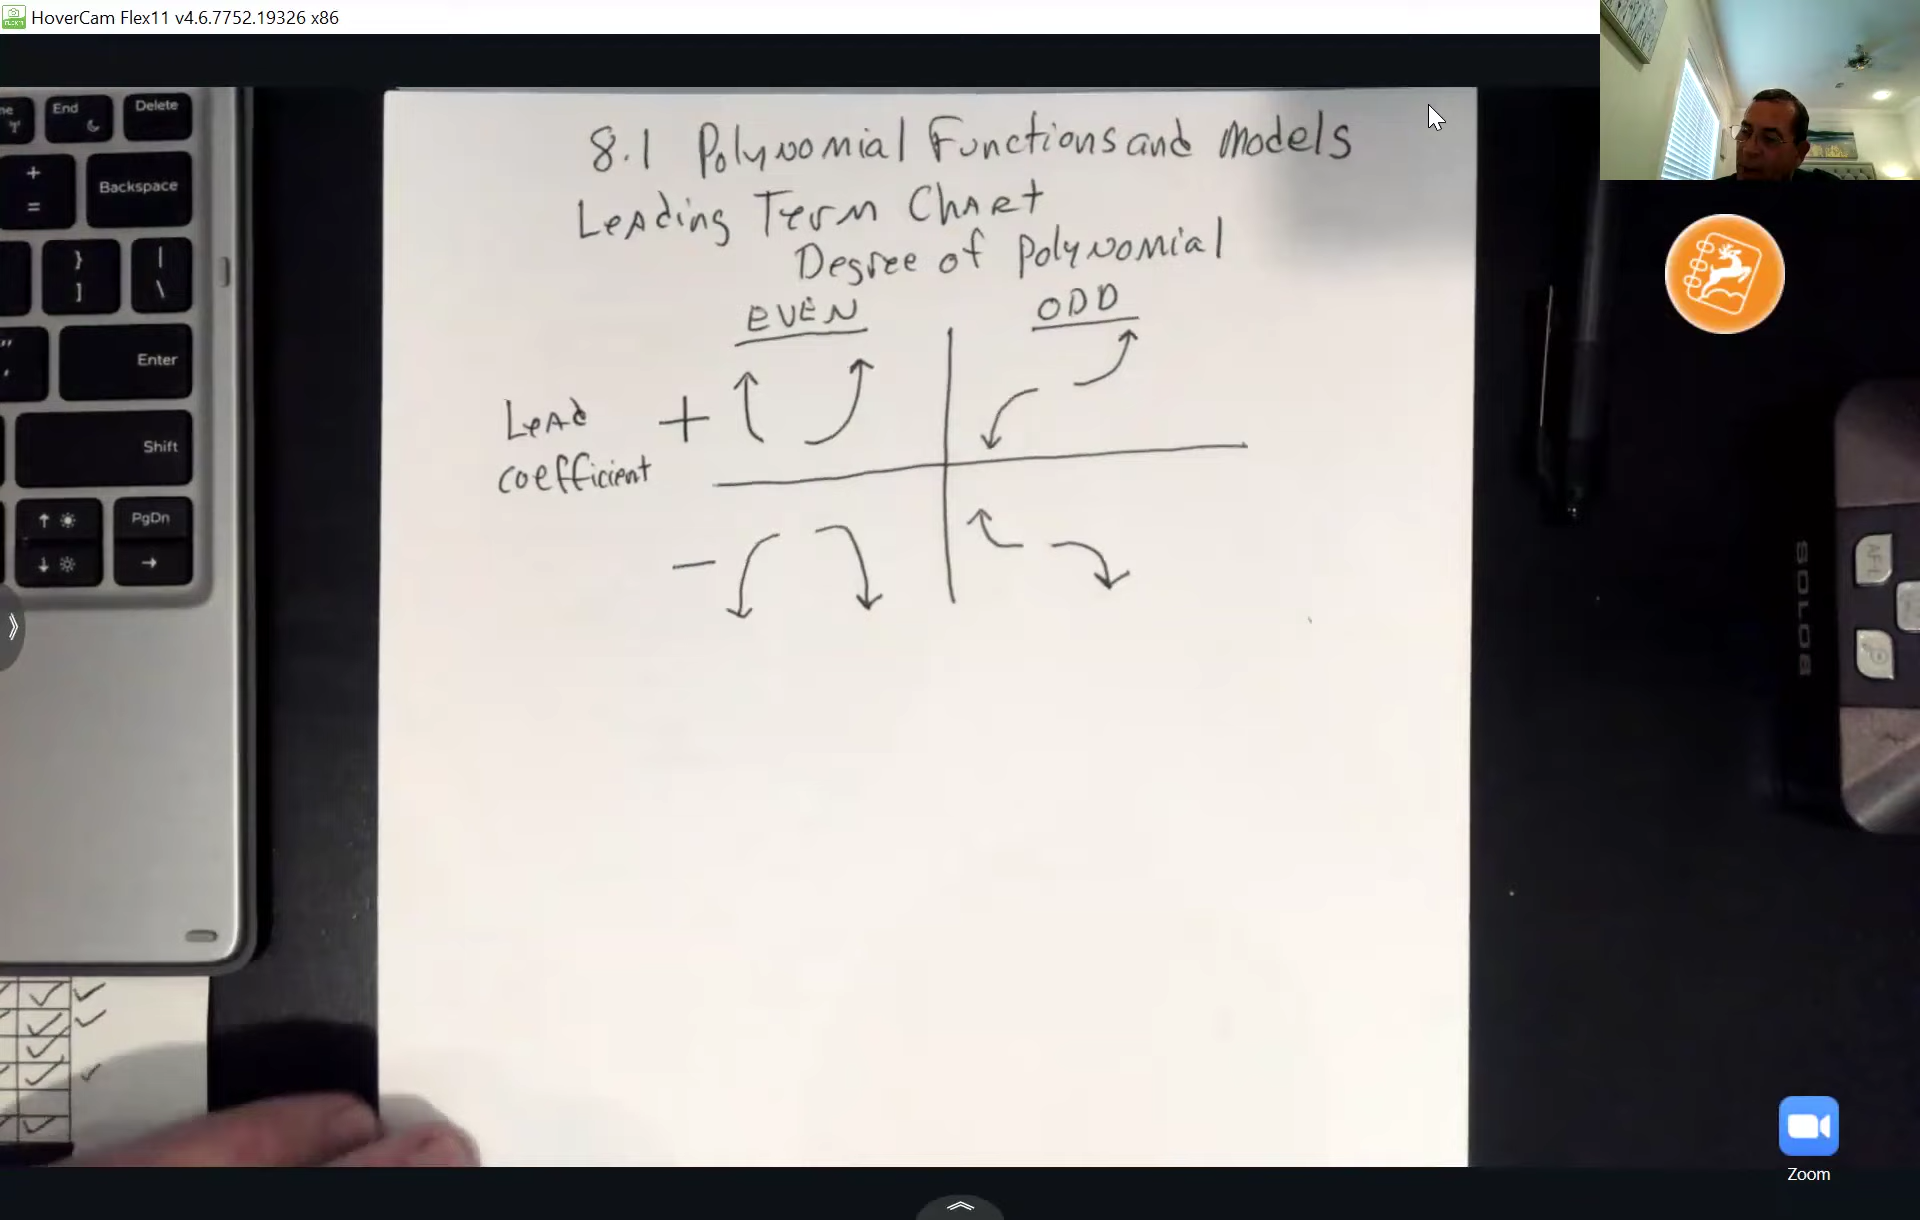 HoverCam Flex11 v4.6.7752.19326 x86
8.1 Polynomial Functions and Models
Leading Term Chart
Degree of Polynomial
EVEN ODD
Lead
coefficient
+
-
End
Delete
+
=
Backspace
}
]
|
\
"
Enter
Shift
PgDn
SOLO8
Zoom